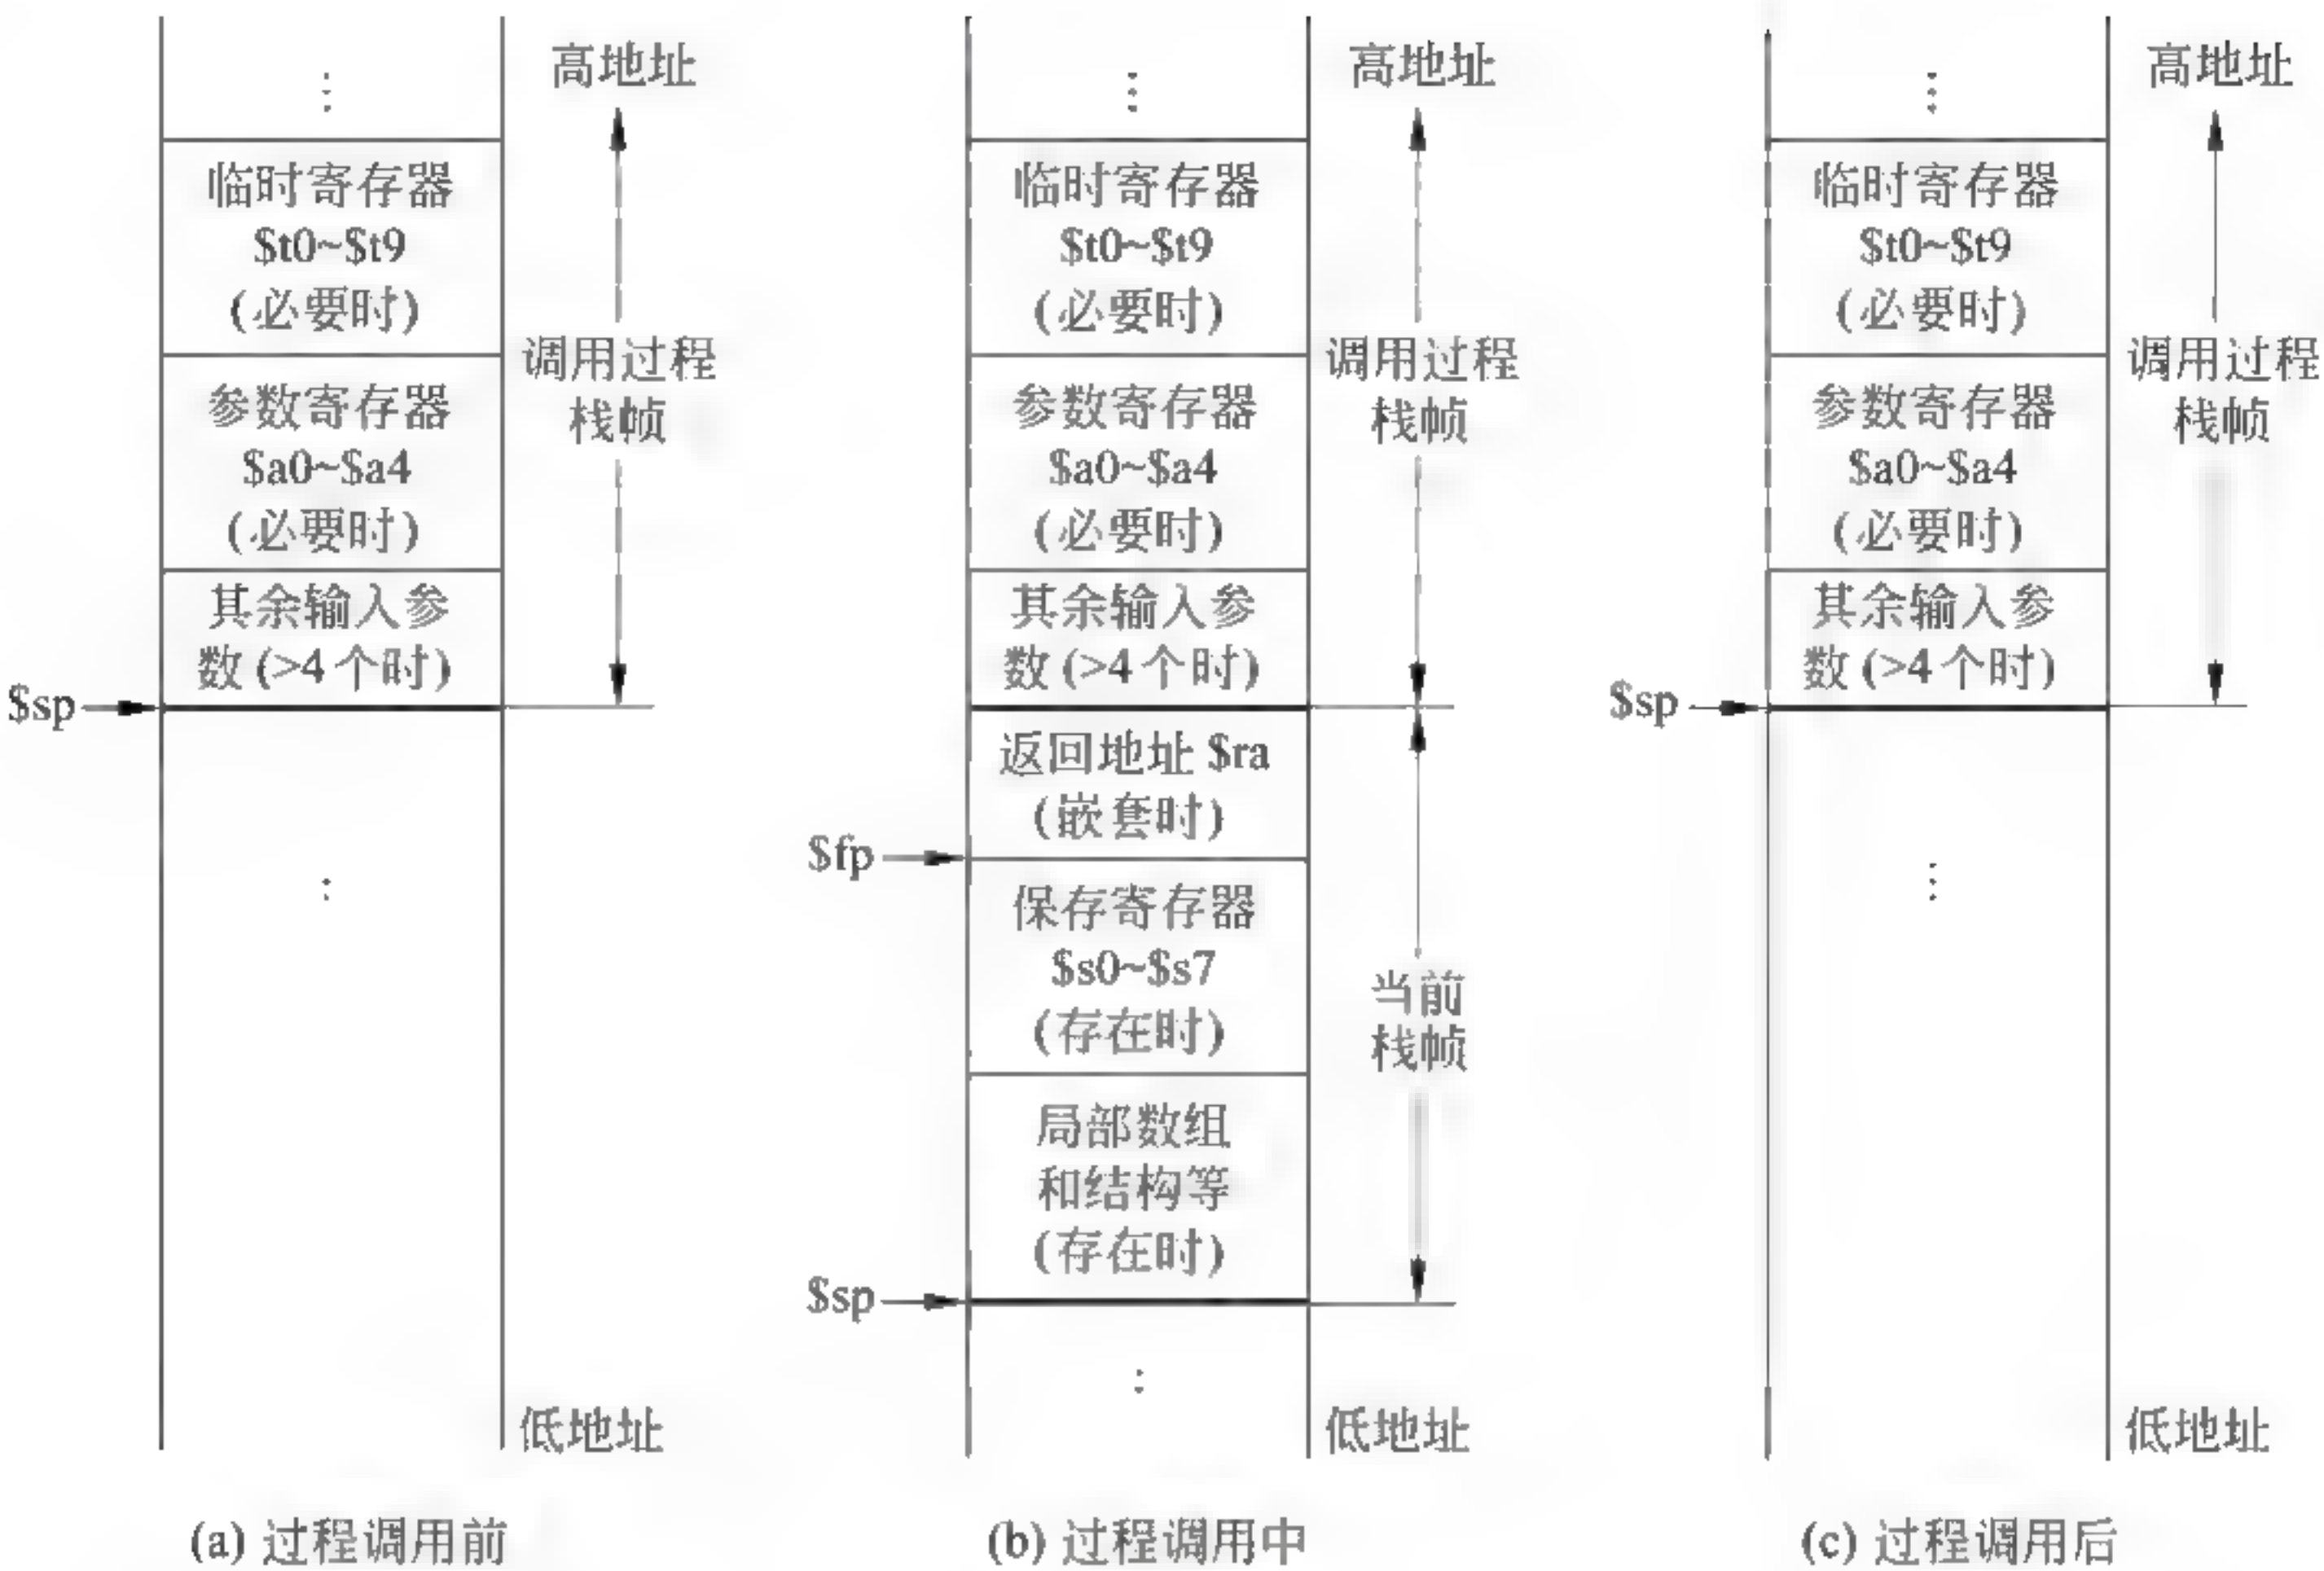 高地址
临时寄存器
$t0~$t9
(必要时)
调用过程
栈帧
参数寄存器
$a0~$a4
(必要时)
其余输入参
数 (>4 个时)
$sp
低地址
(a) 过程调用前
高地址
临时寄存器
$t0~$t9
(必要时)
调用过程
栈帧
参数寄存器
$a0~$a4
(必要时)
其余输入参
数 (>4 个时)
返回地址 $ra
(嵌套时)
$fp
保存寄存器
$s0~$s7
(存在时)
当前
栈帧
局部数组
和结构等
(存在时)
$sp
低地址
(b) 过程调用中
高地址
临时寄存器
$t0~$t9
(必要时)
调用过程
栈帧
参数寄存器
$a0~$a4
(必要时)
其余输入参
数 (>4 个时)
$sp
低地址
(c) 过程调用后